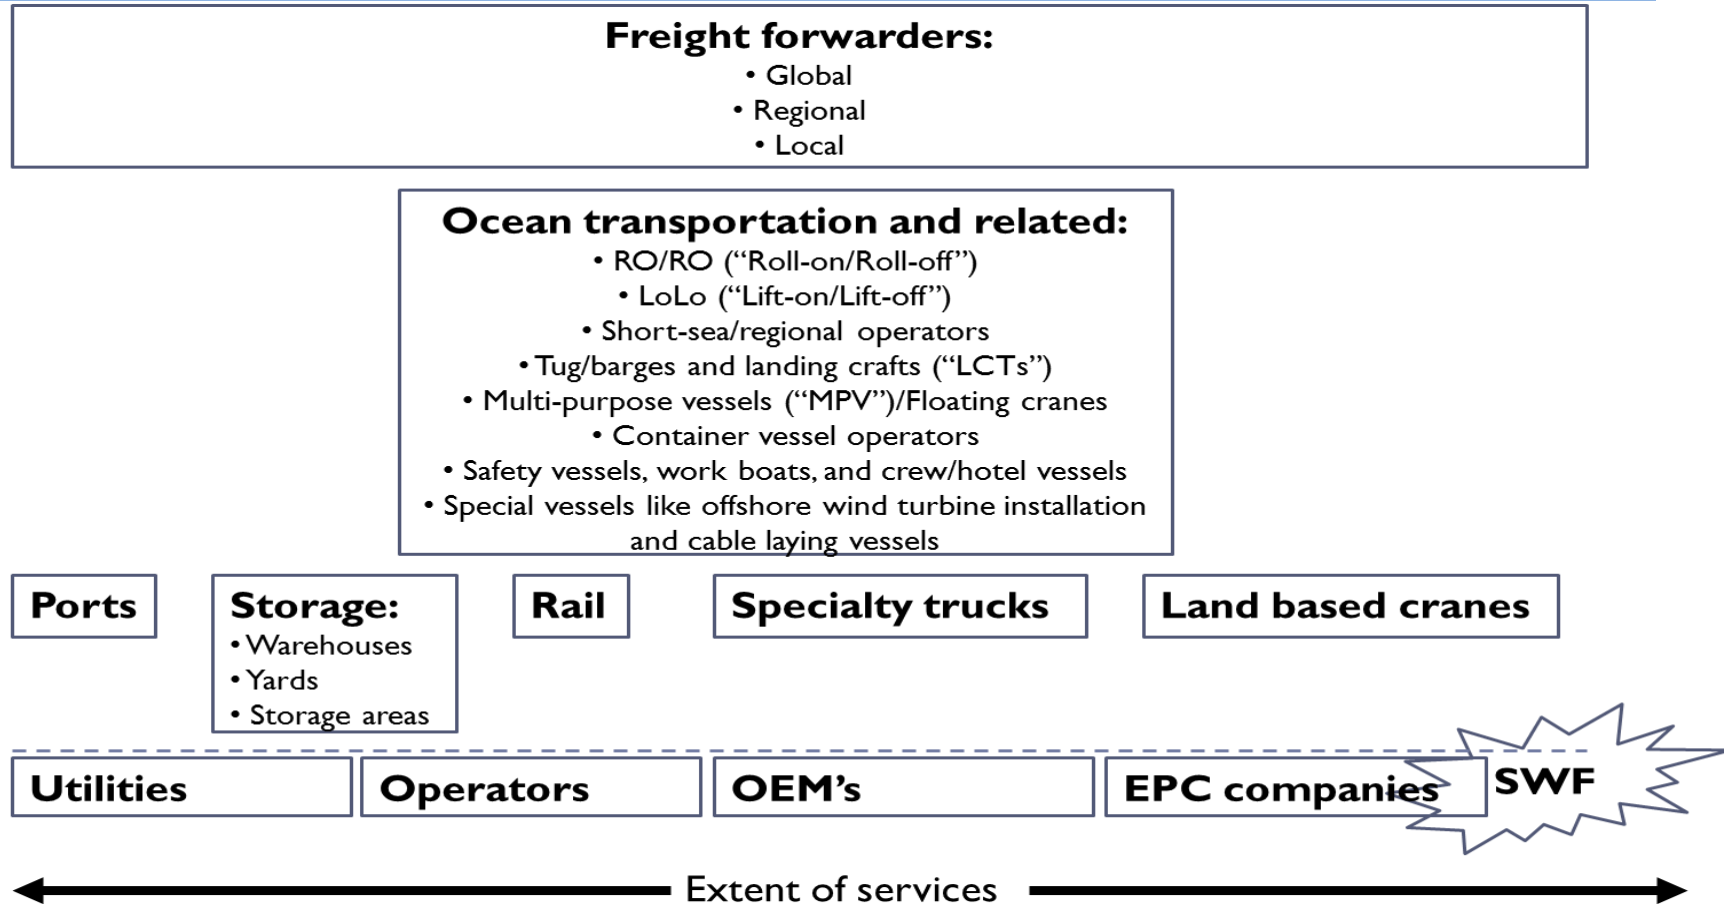 Freight forwarders:
• Global
• Regional
• Local
Ocean transportation and related:
• RO/RO (“Roll-on/Roll-off”)
• LoLo (“Lift-on/Lift-off”)
• Short-sea/regional operators
• Tug/barges and landing crafts (“LCTs”)
• Multi-purpose vessels (“MPV”)/Floating cranes
• Container vessel operators
• Safety vessels, work boats, and crew/hotel vessels
• Special vessels like offshore wind turbine installation
and cable laying vessels
Ports
Storage:
• Warehouses
• Yards
• Storage areas
Rail
Specialty trucks
Land based cranes
Utilities
Operators
OEM’s
EPC companies
SWF
Extent of services